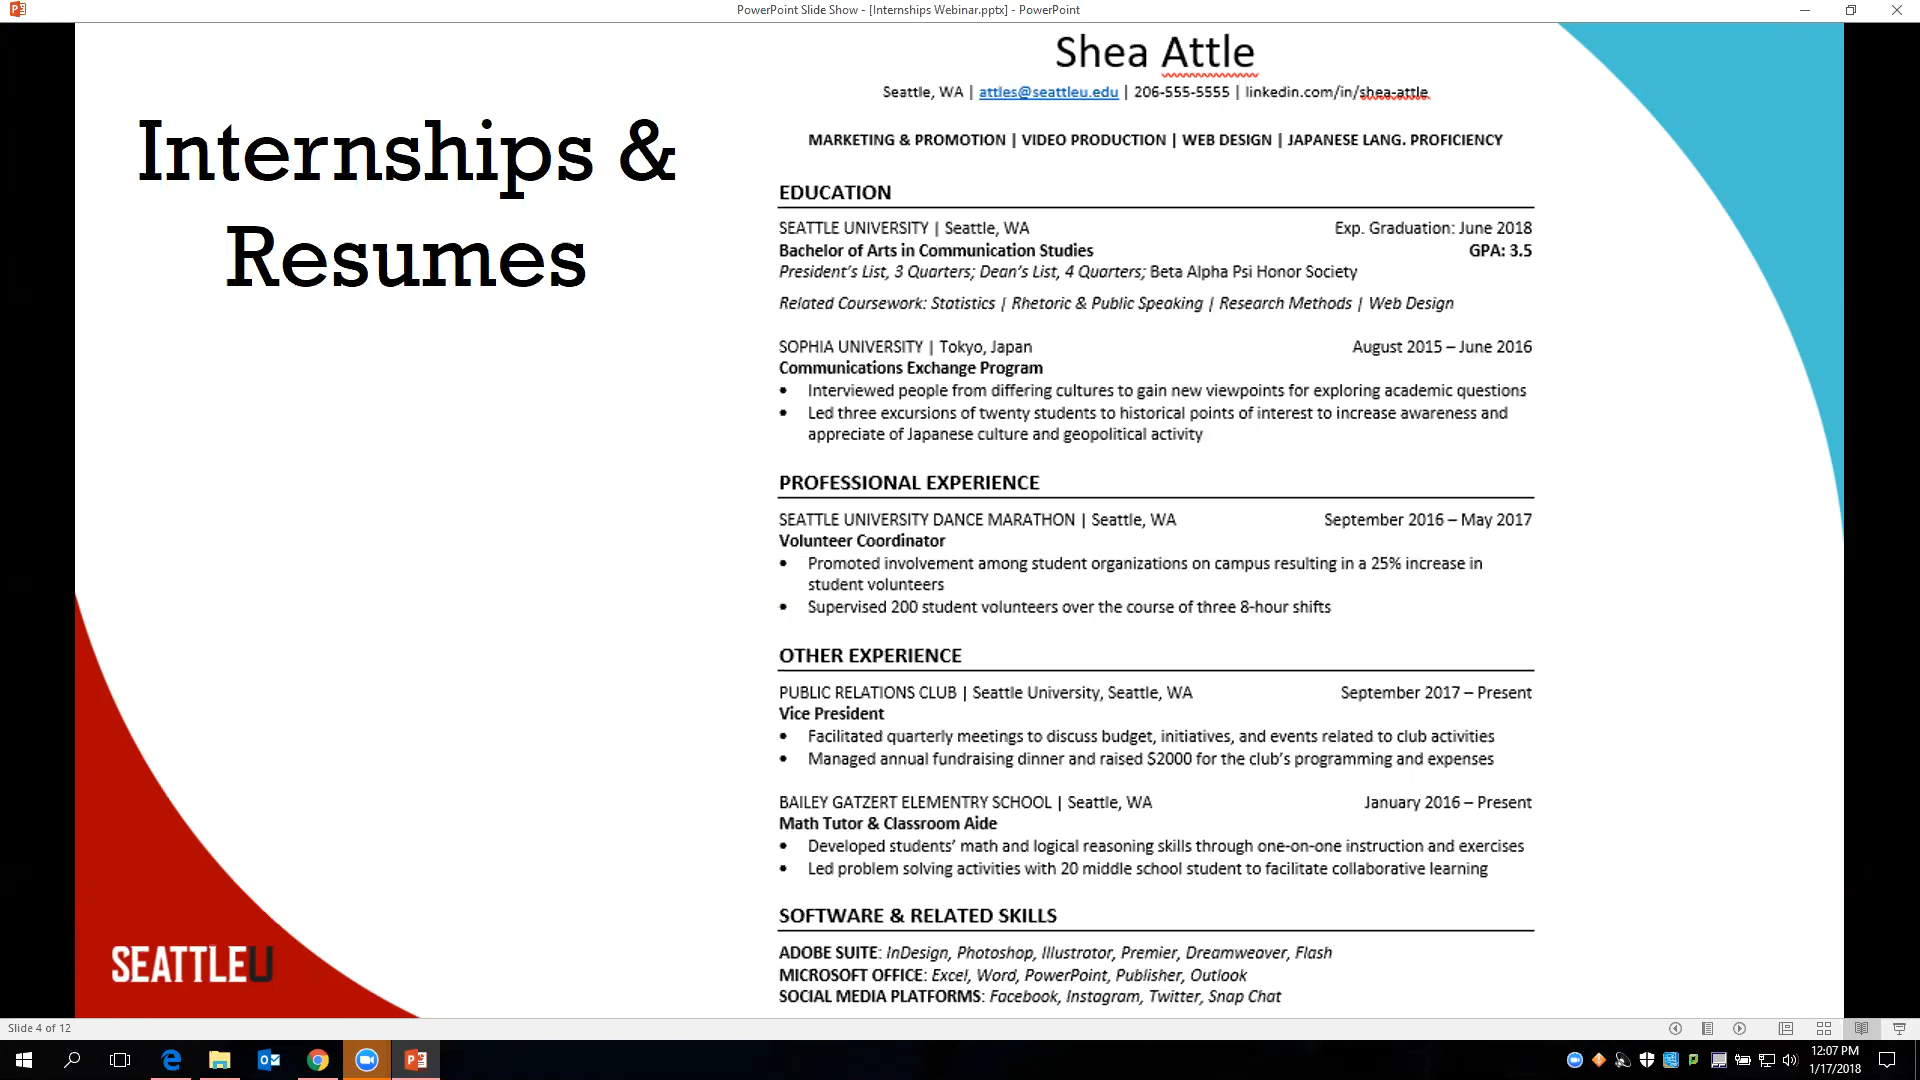 PowerPoint Slide Show - [Internships Webinar.pptx] - PowerPoint
Internships &
Resumes
Shea Attle
Seattle, WA | attles@seattleu.edu | 206-555-5555 | linkedin.com/in/shea-attle
MARKETING & PROMOTION | VIDEO PRODUCTION | WEB DESIGN | JAPANESE LANG. PROFICIENCY
EDUCATION
SEATTLE UNIVERSITY | Seattle, WA Exp. Graduation: June 2018
Bachelor of Arts in Communication Studies GPA: 3.5
President's List, 3 Quarters; Dean's List, 4 Quarters; Beta Alpha Psi Honor Society
Related Coursework: Statistics | Rhetoric & Public Speaking | Research Methods | Web Design
SOPHIA UNIVERSITY | Tokyo, Japan August 2015 – June 2016
Communications Exchange Program
• Interviewed people from differing cultures to gain new viewpoints for exploring academic questions
• Led three excursions of twenty students to historical points of interest to increase awareness and
appreciate of Japanese culture and geopolitical activity
PROFESSIONAL EXPERIENCE
SEATTLE UNIVERSITY DANCE MARATHON | Seattle, WA September 2016 – May 2017
Volunteer Coordinator
• Promoted involvement among student organizations on campus resulting in a 25% increase in
student volunteers
• Supervised 200 student volunteers over the course of three 8-hour shifts
OTHER EXPERIENCE
PUBLIC RELATIONS CLUB | Seattle University, Seattle, WA September 2017 – Present
Vice President
• Facilitated quarterly meetings to discuss budget, initiatives, and events related to club activities
• Managed annual fundraising dinner and raised $2000 for the club's programming and expenses
BAILEY GATZERT ELEMENTRY SCHOOL | Seattle, WA January 2016 – Present
Math Tutor & Classroom Aide
• Developed students' math and logical reasoning skills through one-on-one instruction and exercises
• Led problem solving activities with 20 middle school student to facilitate collaborative learning
SOFTWARE & RELATED SKILLS
ADOBE SUITE: InDesign, Photoshop, Illustrator, Premier, Dreamweaver, Flash
MICROSOFT OFFICE: Excel, Word, PowerPoint, Publisher, Outlook
SOCIAL MEDIA PLATFORMS: Facebook, Instagram, Twitter, Snap Chat
SEATTLEU
Slide 4 of 12
12:07 PM
1/17/2018